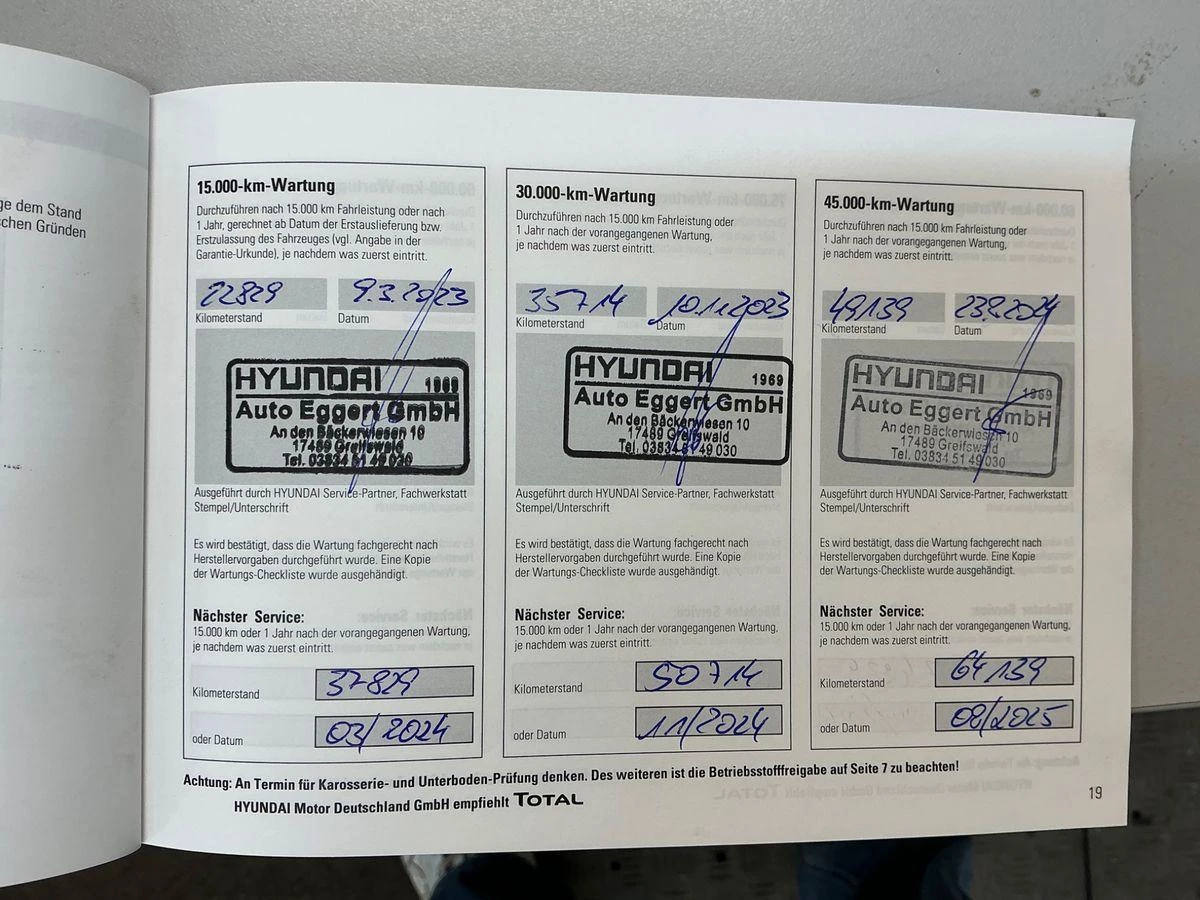 ge dem Stand
schen Gründen
15.000-km-Wartung
Durchzuführen nach 15.000 km Fahrleistung oder nach
1 Jahr, gerechnet ab Datum der Erstauslieferung bzw.
Erstzulassung des Fahrzeuges (vgl. Angabe in der
Garantie-Urkunde), je nachdem was zuerst eintritt.
22829 9.3.2023
Kilometerstand Datum
HYUNDAI 1969
Auto Eggert GmbH
An den Bäckerwiesen 10
17489 Greifswald
Tel. 03834 51 49 030
Ausgeführt durch HYUNDAI Service-Partner, Fachwerkstatt
Stempel/Unterschrift
Es wird bestätigt, dass die Wartung fachgerecht nach
Herstellervorgaben durchgeführt wurde. Eine Kopie
der Wartungs-Checkliste wurde ausgehändigt.
Nächster Service:
15.000 km oder 1 Jahr nach der vorangegangenen Wartung,
je nachdem was zuerst eintritt.
Kilometerstand 37829
oder Datum 03/2024
30.000-km-Wartung
Durchzuführen nach 15.000 km Fahrleistung oder
1 Jahr nach der vorangegangenen Wartung,
je nachdem was zuerst eintritt.
35714 10.11.2023
Kilometerstand Datum
HYUNDAI 1969
Auto Eggert GmbH
An den Bäckerwiesen 10
17489 Greifswald
Tel. 03834 51 49 030
Ausgeführt durch HYUNDAI Service-Partner, Fachwerkstatt
Stempel/Unterschrift
Es wird bestätigt, dass die Wartung fachgerecht nach
Herstellervorgaben durchgeführt wurde. Eine Kopie
der Wartungs-Checkliste wurde ausgehändigt.
Nächster Service:
15.000 km oder 1 Jahr nach der vorangegangenen Wartung,
je nachdem was zuerst eintritt.
Kilometerstand 50714
oder Datum 11/2024
45.000-km-Wartung
Durchzuführen nach 15.000 km Fahrleistung oder
1 Jahr nach der vorangegangenen Wartung,
je nachdem was zuerst eintritt.
49139
Kilometerstand Datum
HYUNDAI 1969
Auto Eggert GmbH
An den Bäckerwiesen 10
17489 Greifswald
Tel. 03834 51 49 030
Ausgeführt durch HYUNDAI Service-Partner, Fachwerkstatt
Stempel/Unterschrift
Es wird bestätigt, dass die Wartung fachgerecht nach
Herstellervorgaben durchgeführt wurde. Eine Kopie
der Wartungs-Checkliste wurde ausgehändigt.
Nächster Service:
15.000 km oder 1 Jahr nach der vorangegangenen Wartung,
je nachdem was zuerst eintritt.
Kilometerstand 64139
oder Datum 08/2025
Achtung: An Termin für Karosserie- und Unterboden-Prüfung denken. Des weiteren ist die Betriebsstofffreigabe auf Seite 7 zu beachten!
HYUNDAI Motor Deutschland GmbH empfiehlt TOTAL
19